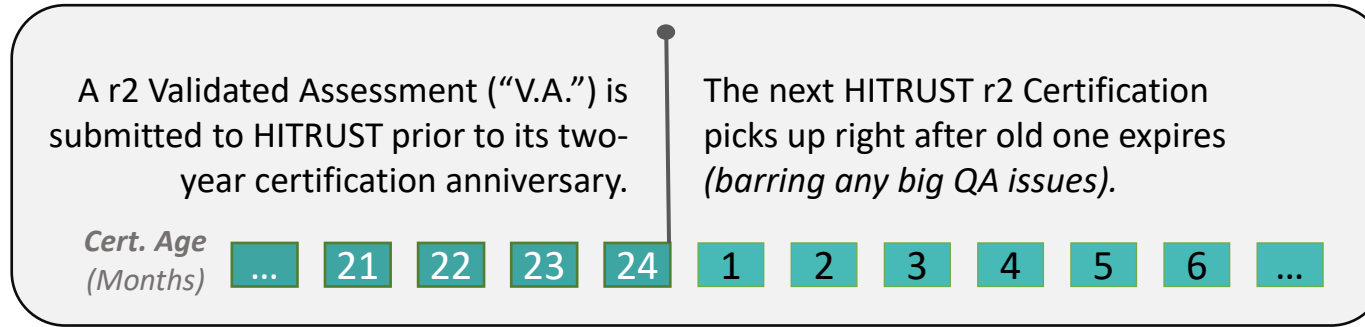 A r2 Validated Assessment (“V.A.”) is
submitted to HITRUST prior to its two-
year certification anniversary.
The next HITRUST r2 Certification
picks up right after old one expires
(barring any big QA issues).
Cert. Age
(Months)
... 21 22 23 24 1 2 3 4 5 6 ...